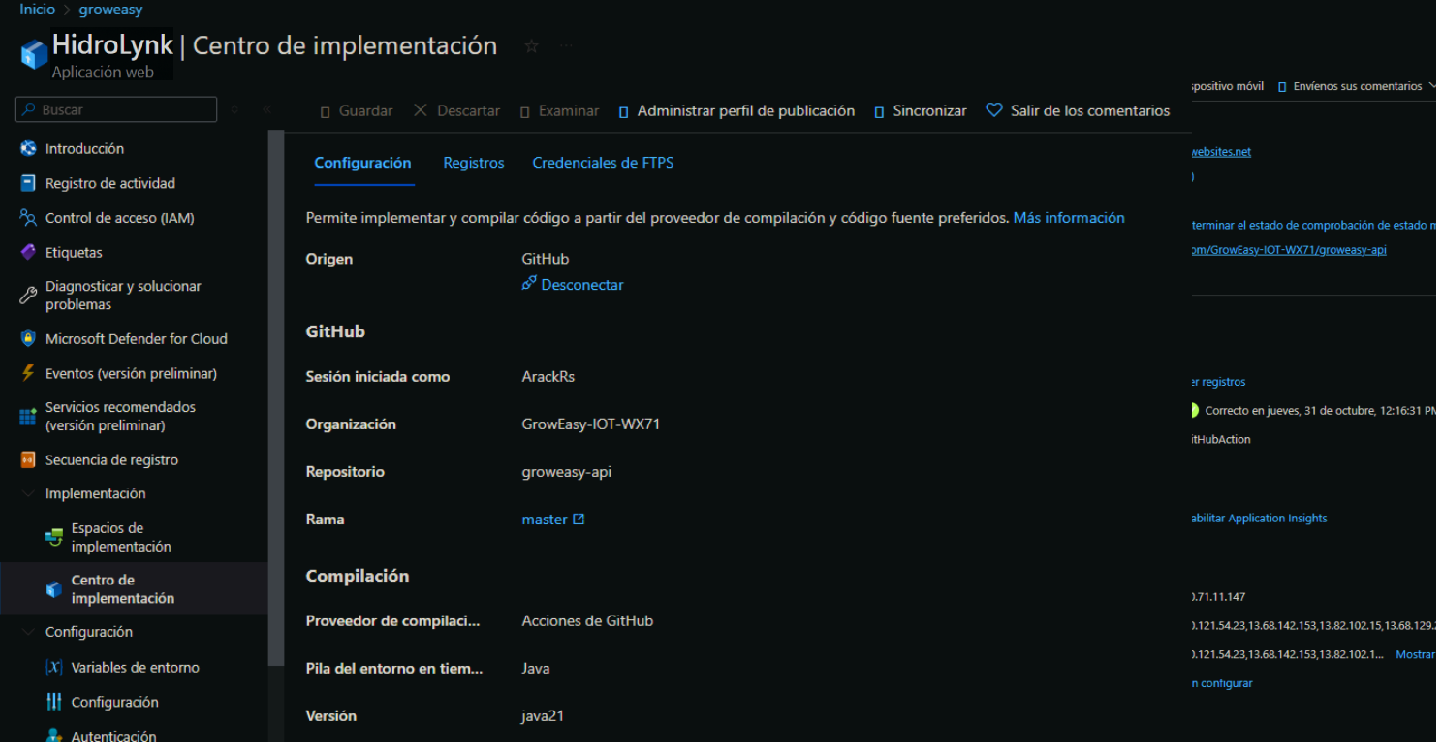 Inicio > groweasy
HidroLynk | Centro de implementación
Aplicación web
Buscar
Guardar
Descartar
Examinar
Administrar perfil de publicación
Sincronizar
Salir de los comentarios
Introducción
Registro de actividad
Control de acceso (IAM)
Etiquetas
Diagnosticar y solucionar
problemas
Microsoft Defender for Cloud
Eventos (versión preliminar)
Servicios recomendados
(versión preliminar)
Secuencia de registro
Implementación
Espacios de
implementación
Centro de
implementación
Configuración
Variables de entorno
Configuración
Autenticación
Configuración
Registros
Credenciales de FTPS
Permite implementar y compilar código a partir del proveedor de compilación y código fuente preferidos. Más información
Origen
GitHub
Desconectar
GitHub
Sesión iniciada como
ArackRs
Organización
GrowEasy-IOT-WX71
Repositorio
groweasy-api
Rama
master
Compilación
Proveedor de compilaci...
Acciones de GitHub
Pila del entorno en tiem...
Java
Versión
java21
spositivo móvil
Envíenos sus comentarios
websites.net
)
terminar el estado de comprobación de estado m
om/GrowEasy-IOT-WX71/groweasy-api
er registros
Correcto en jueves, 31 de octubre, 12:16:31 PM
itHubAction
abilitar Application Insights
0.71.11.147
0.121.54.23,13.68.142.153,13.82.102.15,13.68.129.2
0.121.54.23,13.68.142.153,13.82.102.1... Mostrar
n configurar